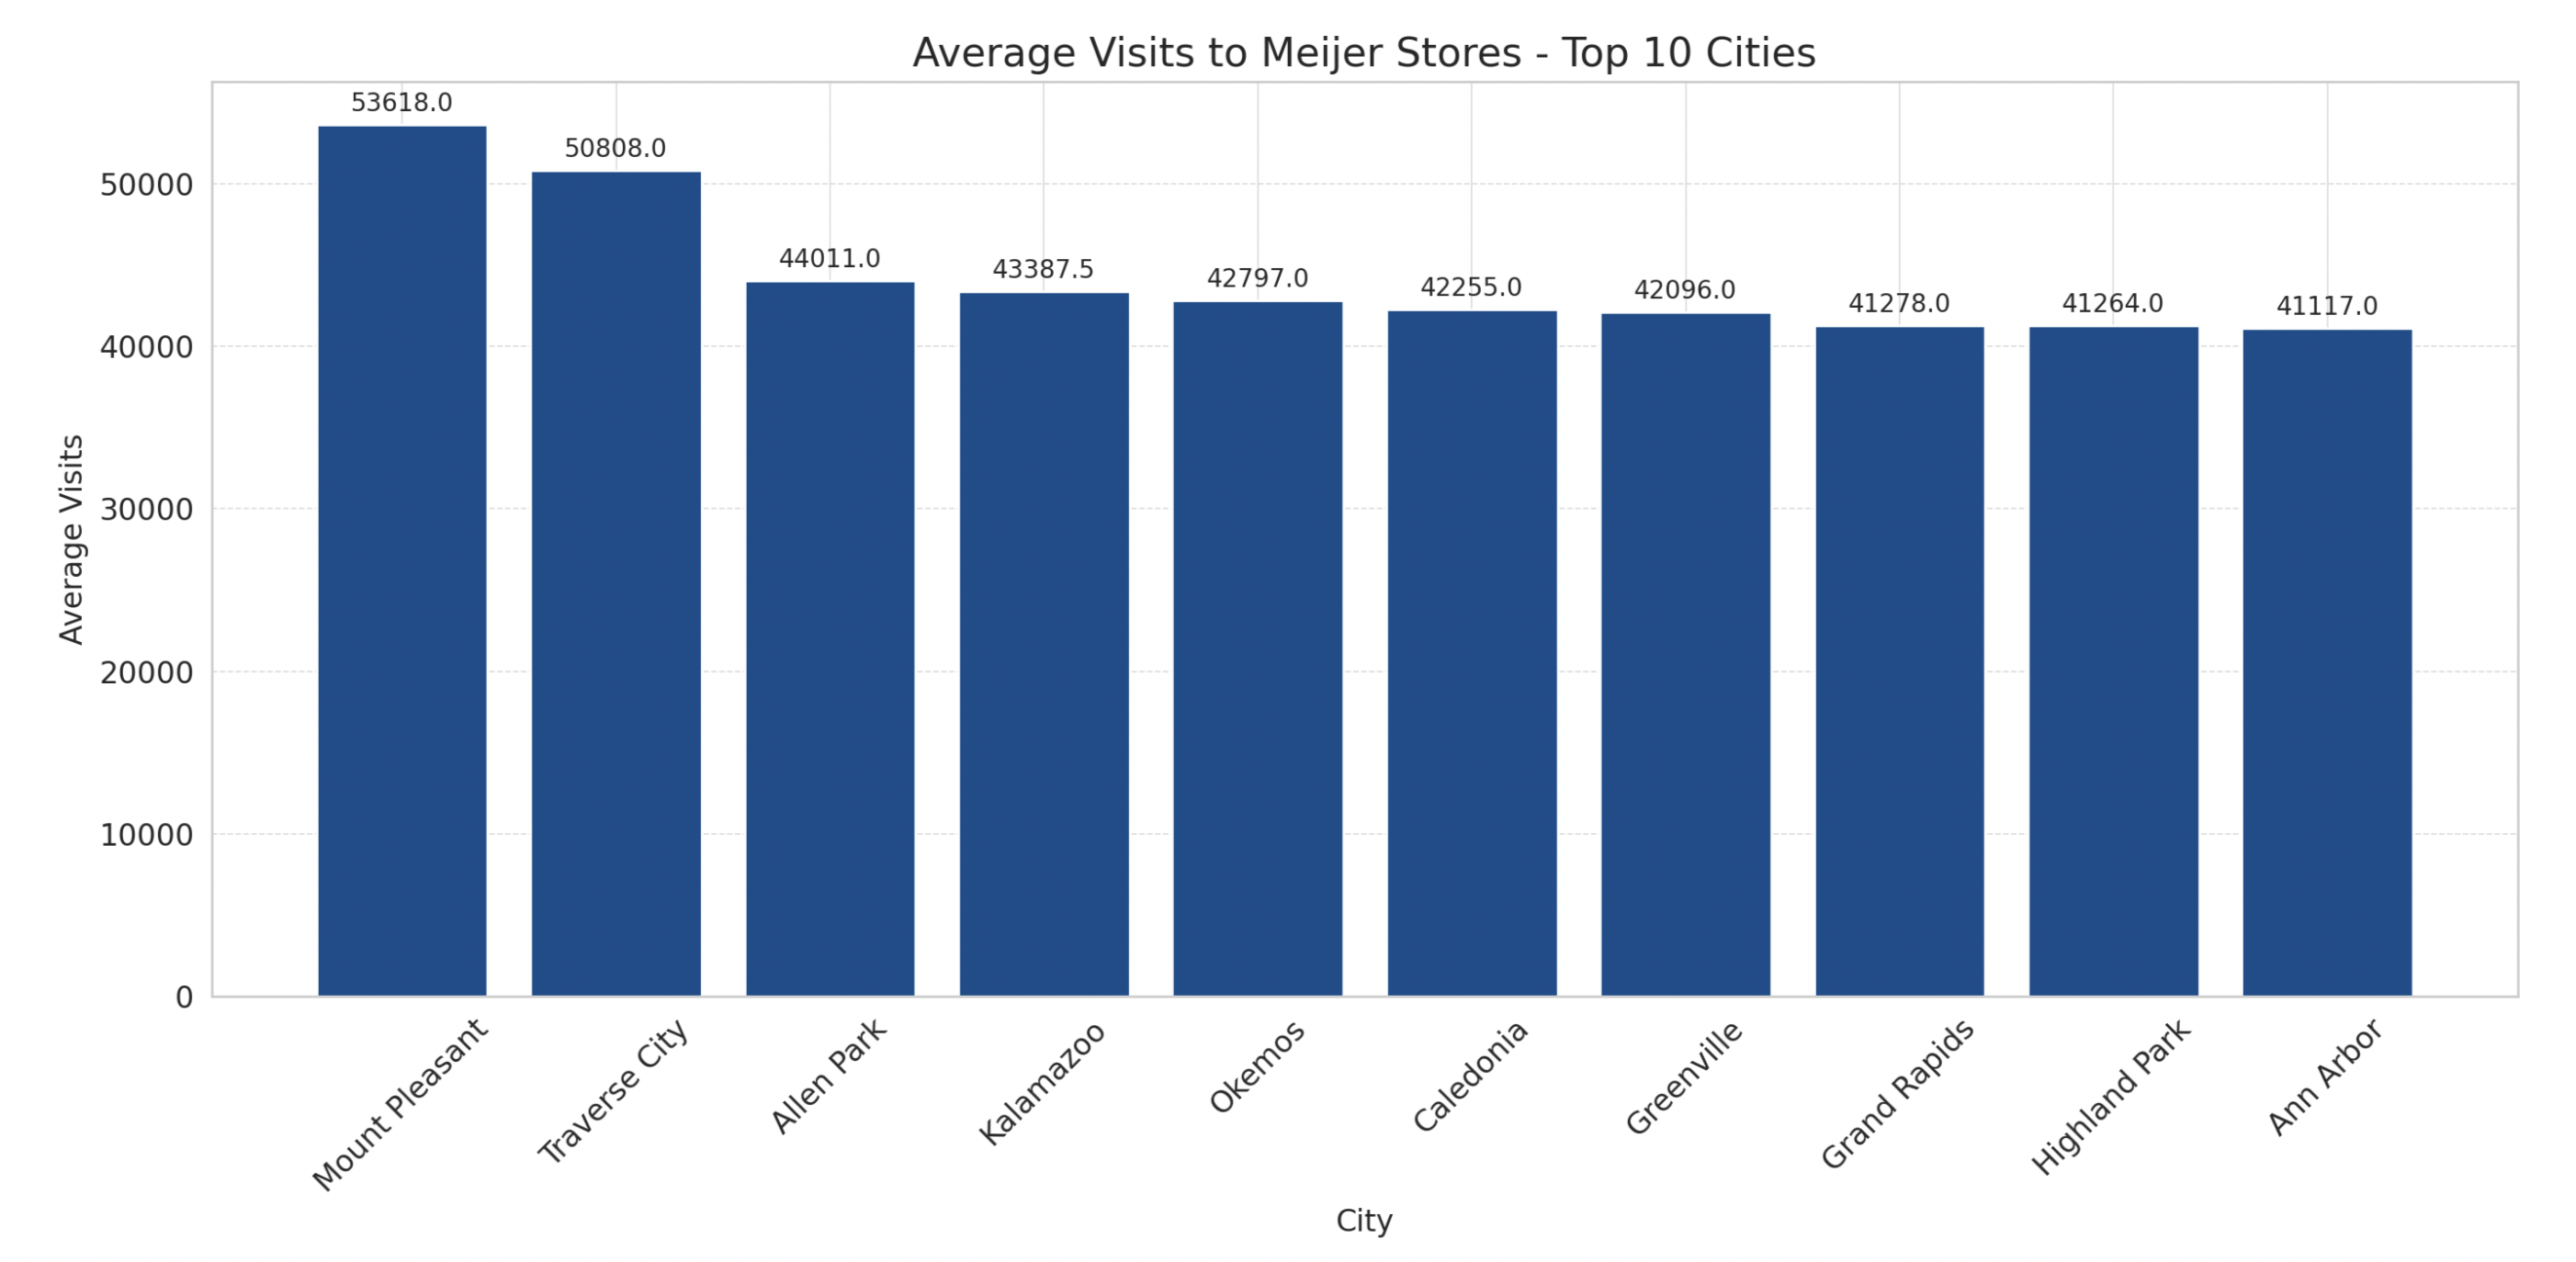 Average Visits to Meijer Stores - Top 10 Cities
53618.0
50808.0
44011.0
43387.5
42797.0
42255.0
42096.0
41278.0
41264.0
41117.0
50000
40000
30000
20000
10000
0
Average Visits
Mount Pleasant
Traverse City
Allen Park
Kalamazoo
Okemos
Caledonia
Greenville
Grand Rapids
Highland Park
Ann Arbor
City